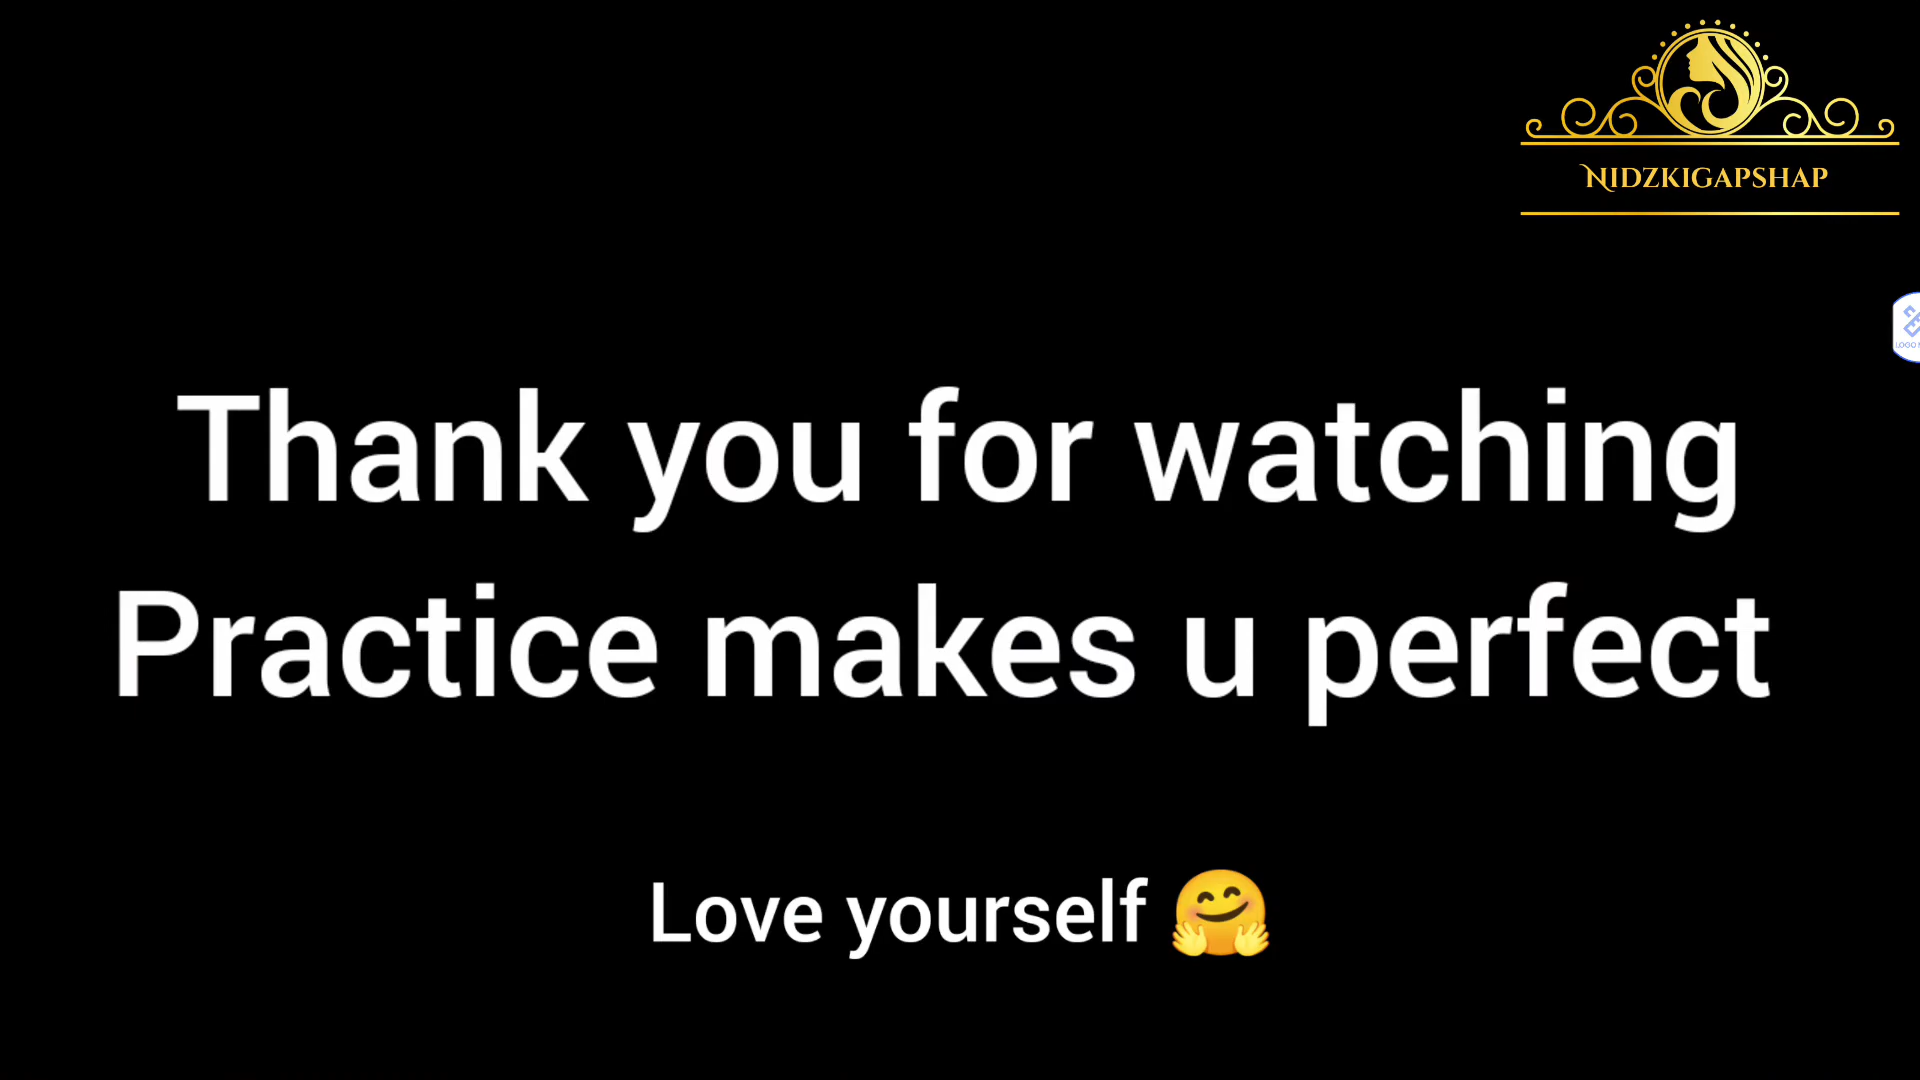 NIDZKIGAPSHAP
Thank you for watching
Practice makes u perfect
Love yourself 🤗